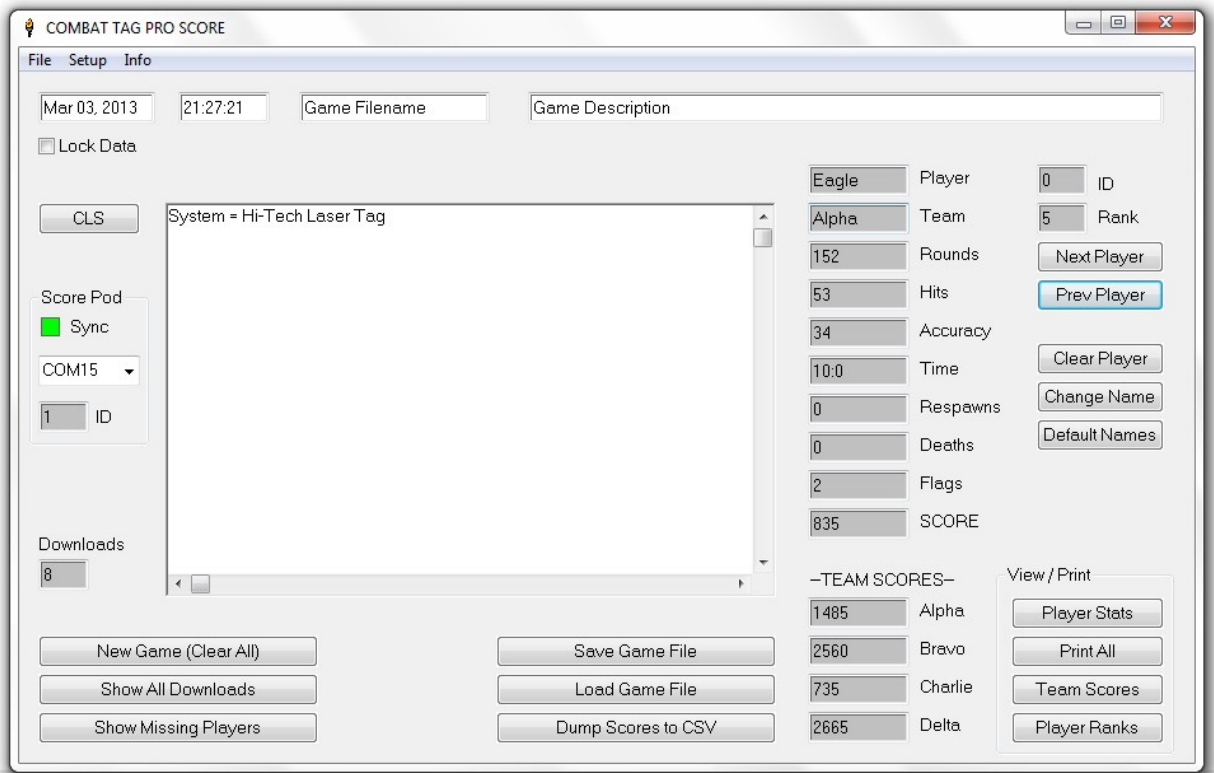 COMBAT TAG PRO SCORE
File Setup Info
Mar 03, 2013 21:27:21 Game Filename Game Description
Lock Data
Eagle Player 0 ID
CLS System = Hi-Tech Laser Tag Alpha Team 5 Rank
152 Rounds Next Player
Score Pod 53 Hits Prev Player
Sync 34 Accuracy
COM15 10:0 Time Clear Player
1 ID 0 Respawns Change Name
0 Deaths Default Names
2 Flags
835 SCORE
Downloads
8
–TEAM SCORES– View / Print
1485 Alpha Player Stats
New Game (Clear All) Save Game File 2560 Bravo Print All
Show All Downloads Load Game File 735 Charlie Team Scores
Show Missing Players Dump Scores to CSV 2665 Delta Player Ranks